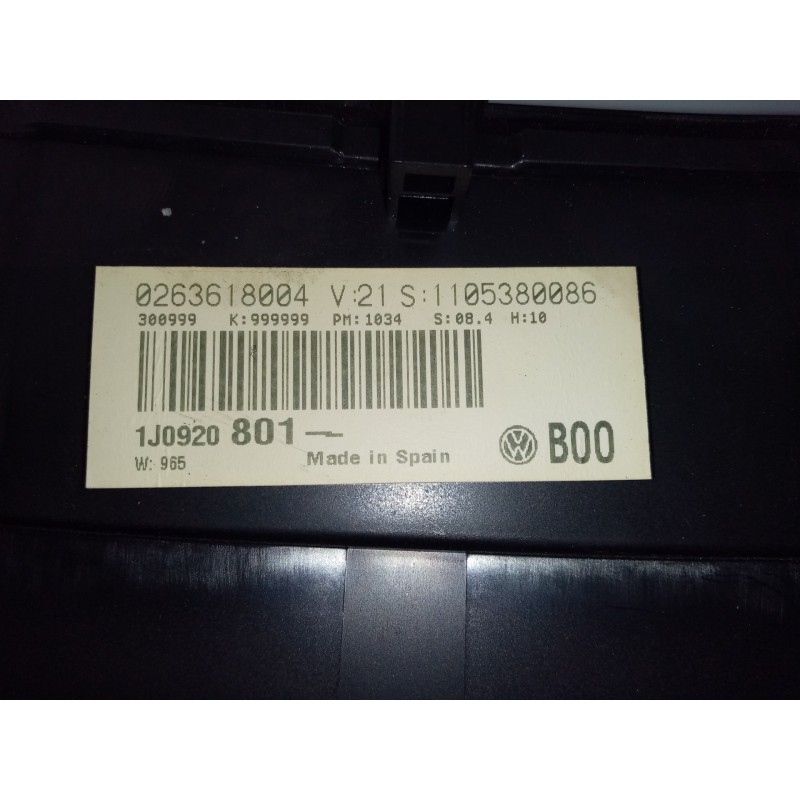 0263618004 V:21 S:1105380086
300999 K:999999 PM:1034 S:08.4 H:10
1J0920 801
Made in Spain
B00
W: 965